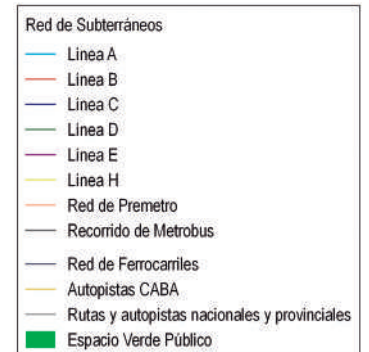 Red de Subterráneos
Linea A
Linea B
Linea C
Linea D
Linea E
Linea H
Red de Premetro
Recorrido de Metrobus
Red de Ferrocarriles
Autopistas CABA
Rutas y autopistas nacionales y provinciales
Espacio Verde Público